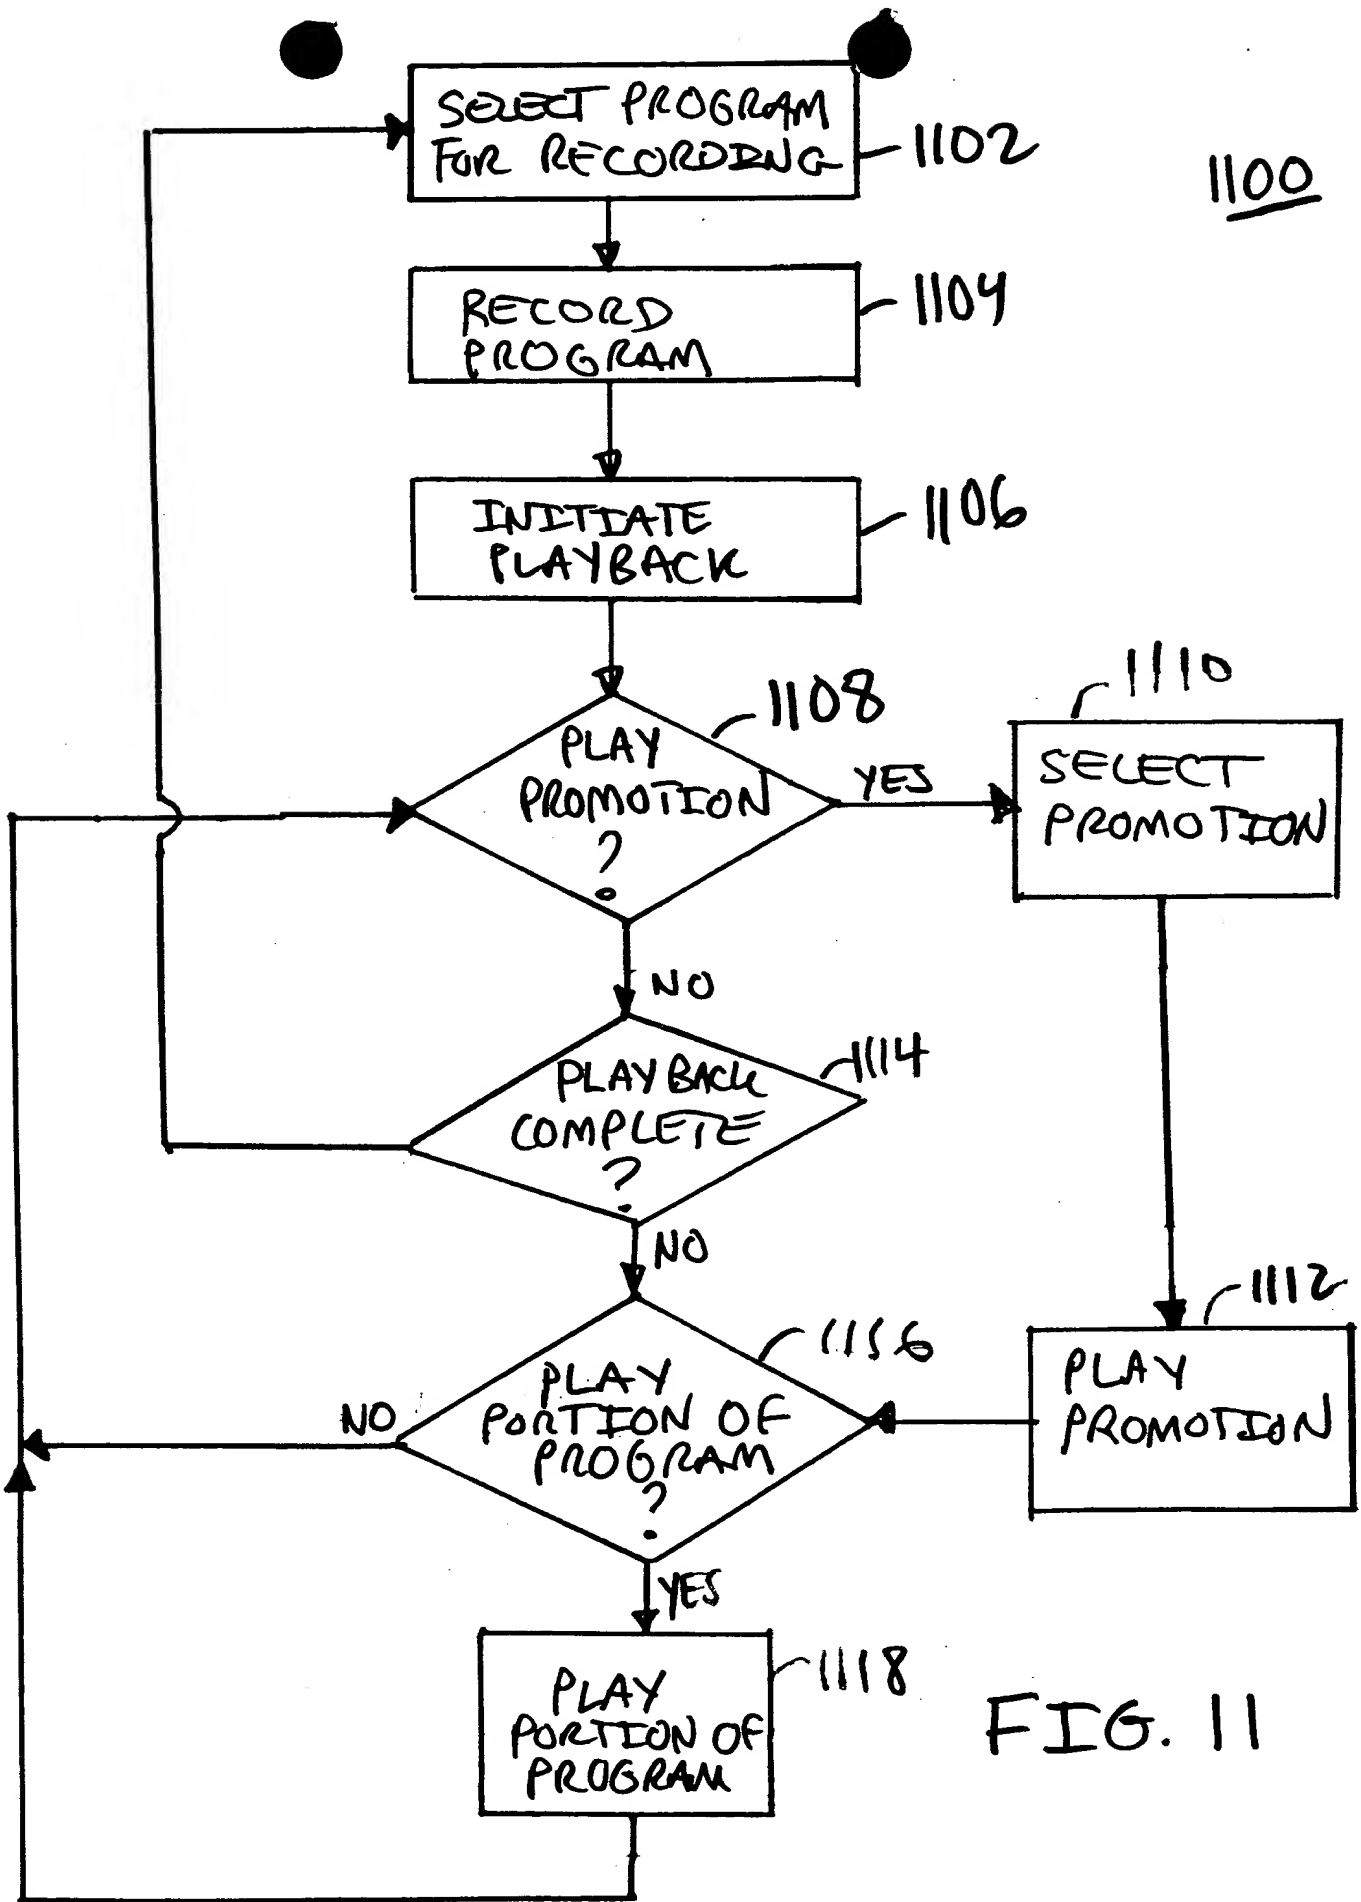 SELECT PROGRAM
FOR RECORDING
1102
1100
RECORD
PROGRAM
1104
INITIATE
PLAYBACK
1106
PLAY
PROMOTION
?
1108
YES
1110
SELECT
PROMOTION
NO
PLAYBACK
COMPLETE
?
1114
NO
1112
PLAY
PROMOTION
PLAY
PORTION OF
PROGRAM
?
NO
YES
PLAY
PORTION OF
PROGRAM
1118
FIG. 11